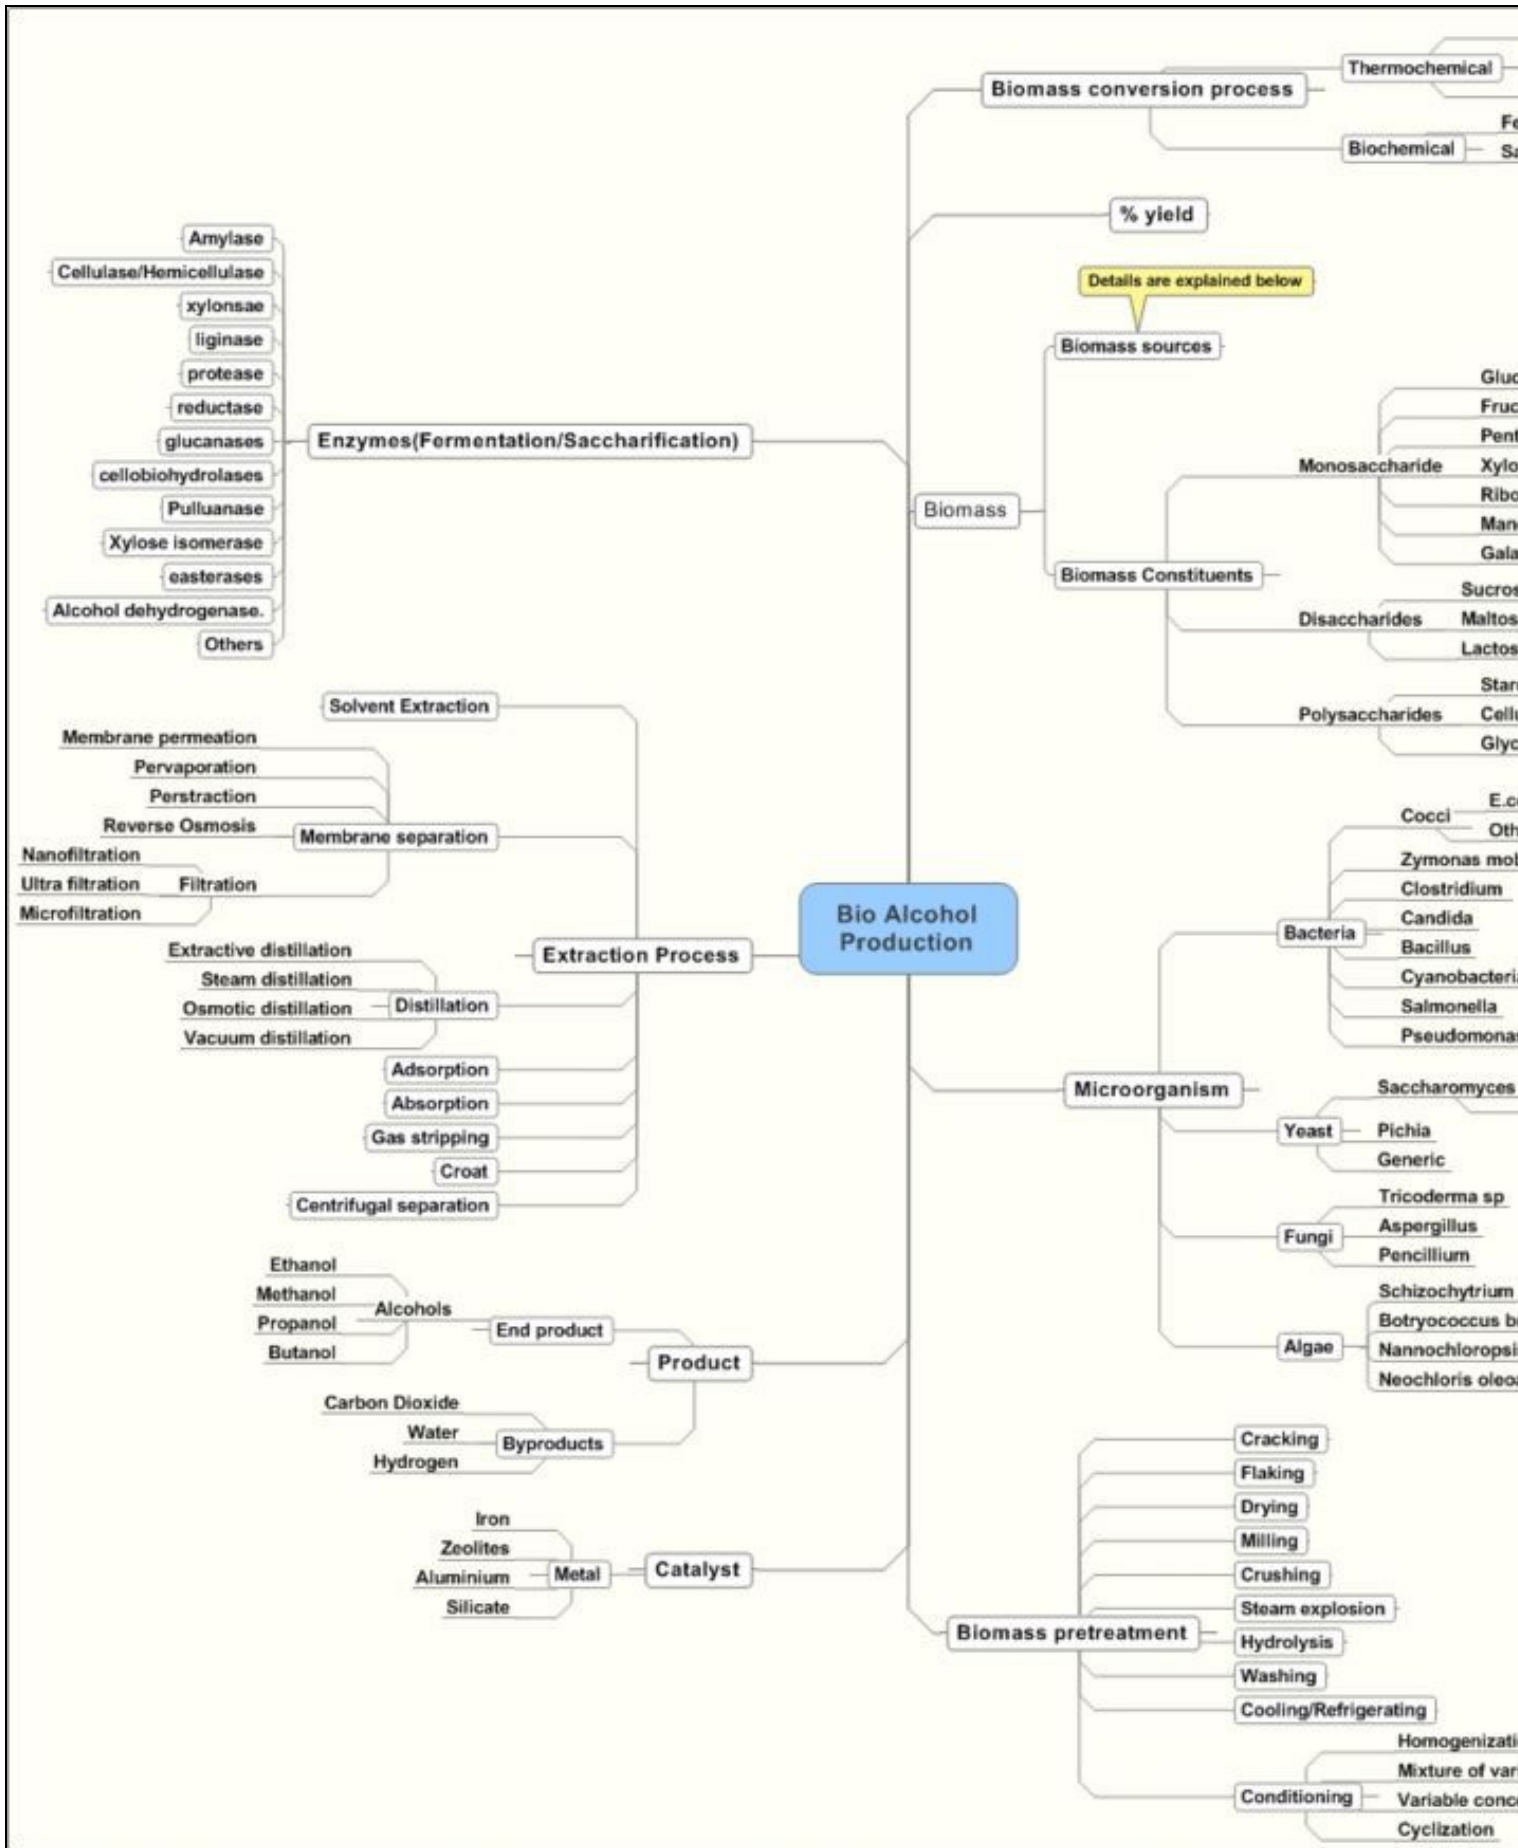 Thermochemical
Biomass conversion process
Biochemical
% yield
Details are explained below
Biomass sources
Biomass
Biomass Constituents
Monosaccharide
Disaccharides
Polysaccharides
Amylase
Cellulase/Hemicellulase
xylonsae
liginase
protease
reductase
glucanases
cellobiohydrolases
Pulluanase
Xylose isomerase
easterases
Alcohol dehydrogenase.
Others
Enzymes(Fermentation/Saccharification)
Solvent Extraction
Membrane permeation
Pervaporation
Perstraction
Reverse Osmosis
Membrane separation
Nanofiltration
Ultra filtration
Microfiltration
Filtration
Extractive distillation
Steam distillation
Osmotic distillation
Vacuum distillation
Distillation
Extraction Process
Adsorption
Absorption
Gas stripping
Croat
Centrifugal separation
Bio Alcohol
Production
Cocci
Zymonas
Clostridium
Candida
Bacillus
Salmonella
Bacteria
Microorganism
Saccharomyces
Yeast
Pichia
Generic
Tricoderma sp
Aspergillus
Pencillium
Fungi
Schizochytrium
Botryococcus
Neochloris
Algae
Ethanol
Methanol
Propanol
Butanol
Alcohols
End product
Product
Carbon Dioxide
Water
Hydrogen
Byproducts
Iron
Zeolites
Aluminium
Silicate
Metal
Catalyst
Biomass pretreatment
Cracking
Flaking
Drying
Milling
Crushing
Steam explosion
Hydrolysis
Washing
Cooling/Refrigerating
Conditioning
Mixture of
Variable
Cyclization